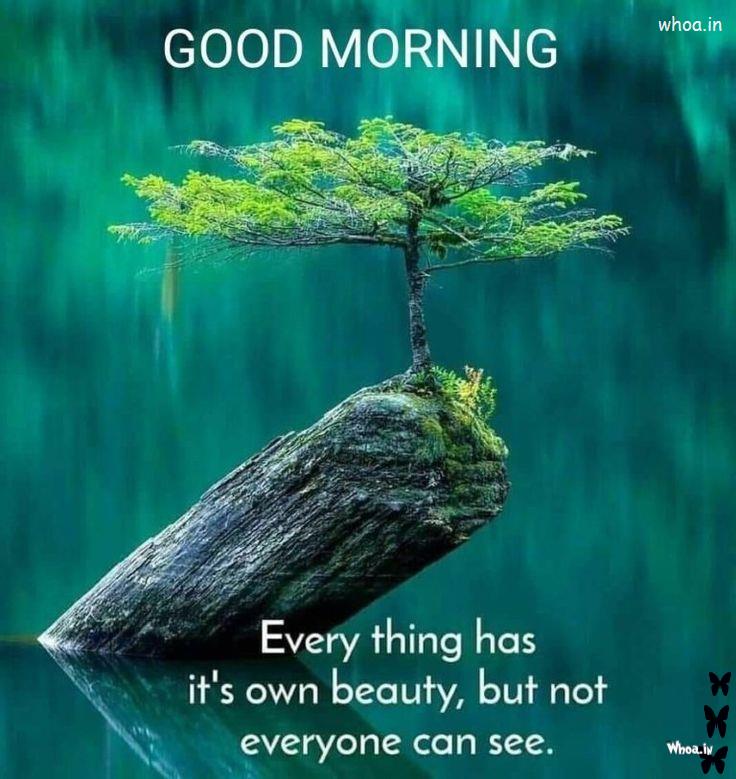 whoa.in
GOOD MORNING
Every thing has
it's own beauty, but not
everyone can see.
Whoa.in